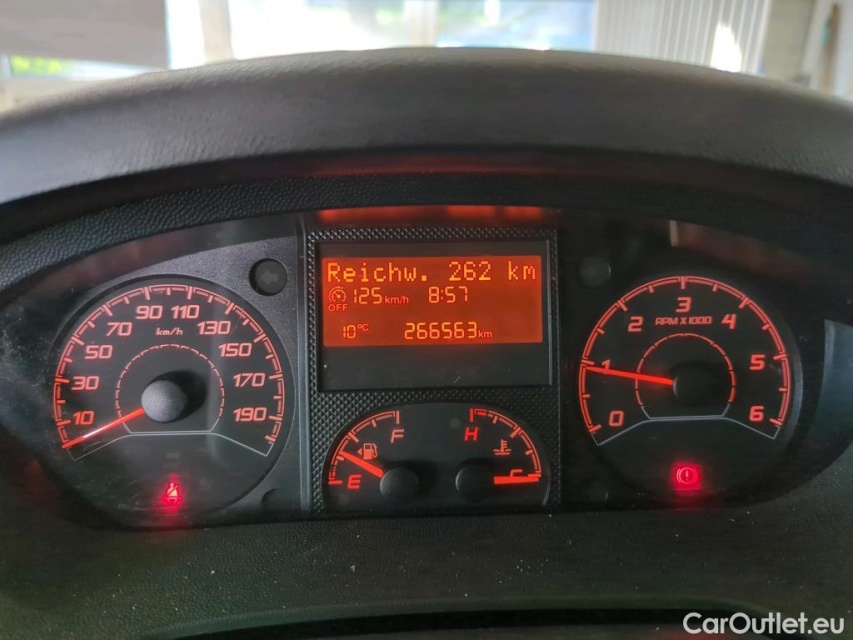 Reichw. 262 km
OFF 125 km/h 8:57
10°C 266563 km
10 30 50 70 90 110 130 150 170 190
km/h
0 1 2 3 4 5 6
RPM X 1000
E F
H C
CarOutlet.eu